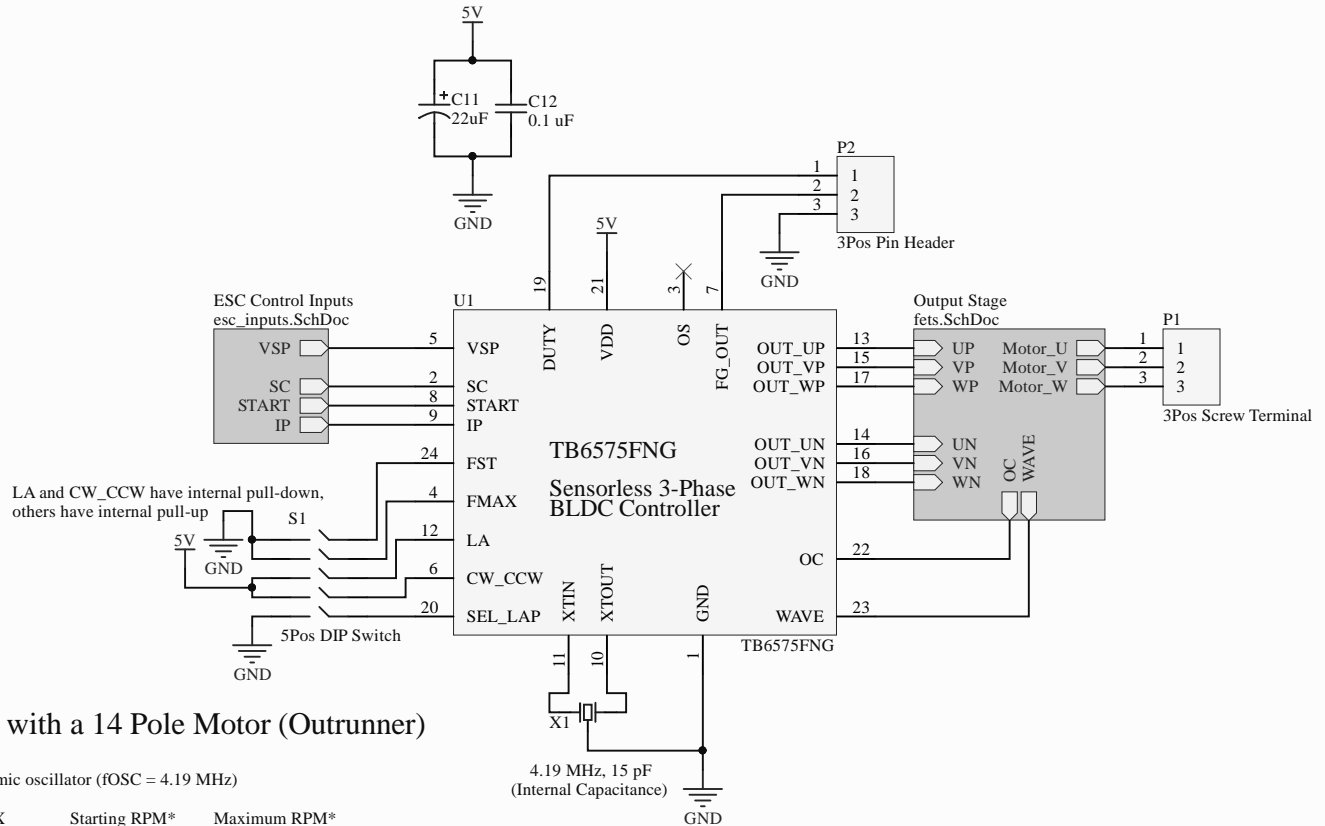 5V
C11
22uF
C12
0.1 uF
GND
P2
1 1
2 2
3 3
3Pos Pin Header
GND
5V
19
21
3
7
ESC Control Inputs
esc_inputs.SchDoc
VSP
SC
START
IP
U1
5 VSP
2 SC
8 START
9 IP
24 FST
4 FMAX
12 LA
6 CW_CCW
20 SEL_LAP
DUTY
VDD
OS
FG_OUT
TB6575FNG
Sensorless 3-Phase
BLDC Controller
OUT_UP 13
OUT_VP 15
OUT_WP 17
OUT_UN 14
OUT_VN 16
OUT_WN 18
OC 22
WAVE 23
XTIN
XTOUT
GND
TB6575FNG
Output Stage
fets.SchDoc
UP Motor_U
VP Motor_V
WP Motor_W
UN
VN
WN
OC
WAVE
P1
1 1
2 2
3 3
3Pos Screw Terminal
LA and CW_CCW have internal pull-down,
others have internal pull-up
S1
5V
GND
5Pos DIP Switch
GND
11
10
1
X1
4.19 MHz, 15 pF
(Internal Capacitance)
GND
with a 14 Pole Motor (Outrunner)
mic oscillator (fOSC = 4.19 MHz)
X Starting RPM* Maximum RPM*